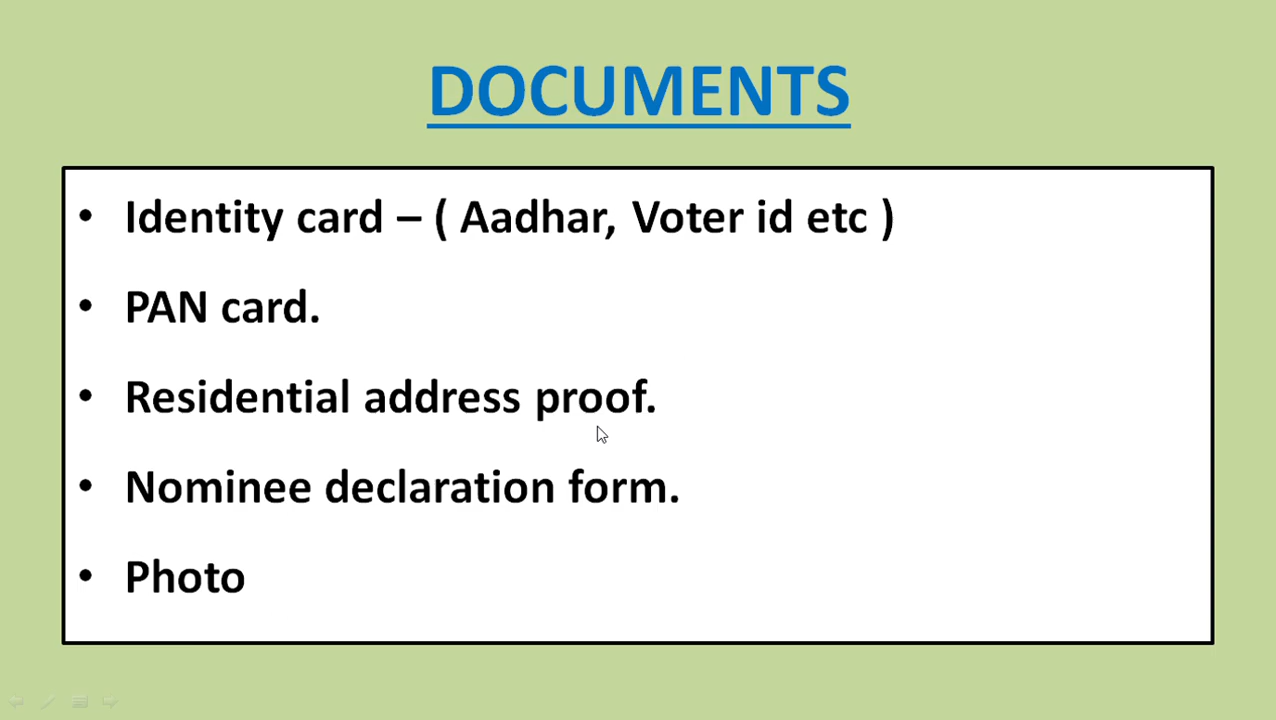 DOCUMENTS
• Identity card – ( Aadhar, Voter id etc )
• PAN card.
• Residential address proof.
• Nominee declaration form.
• Photo